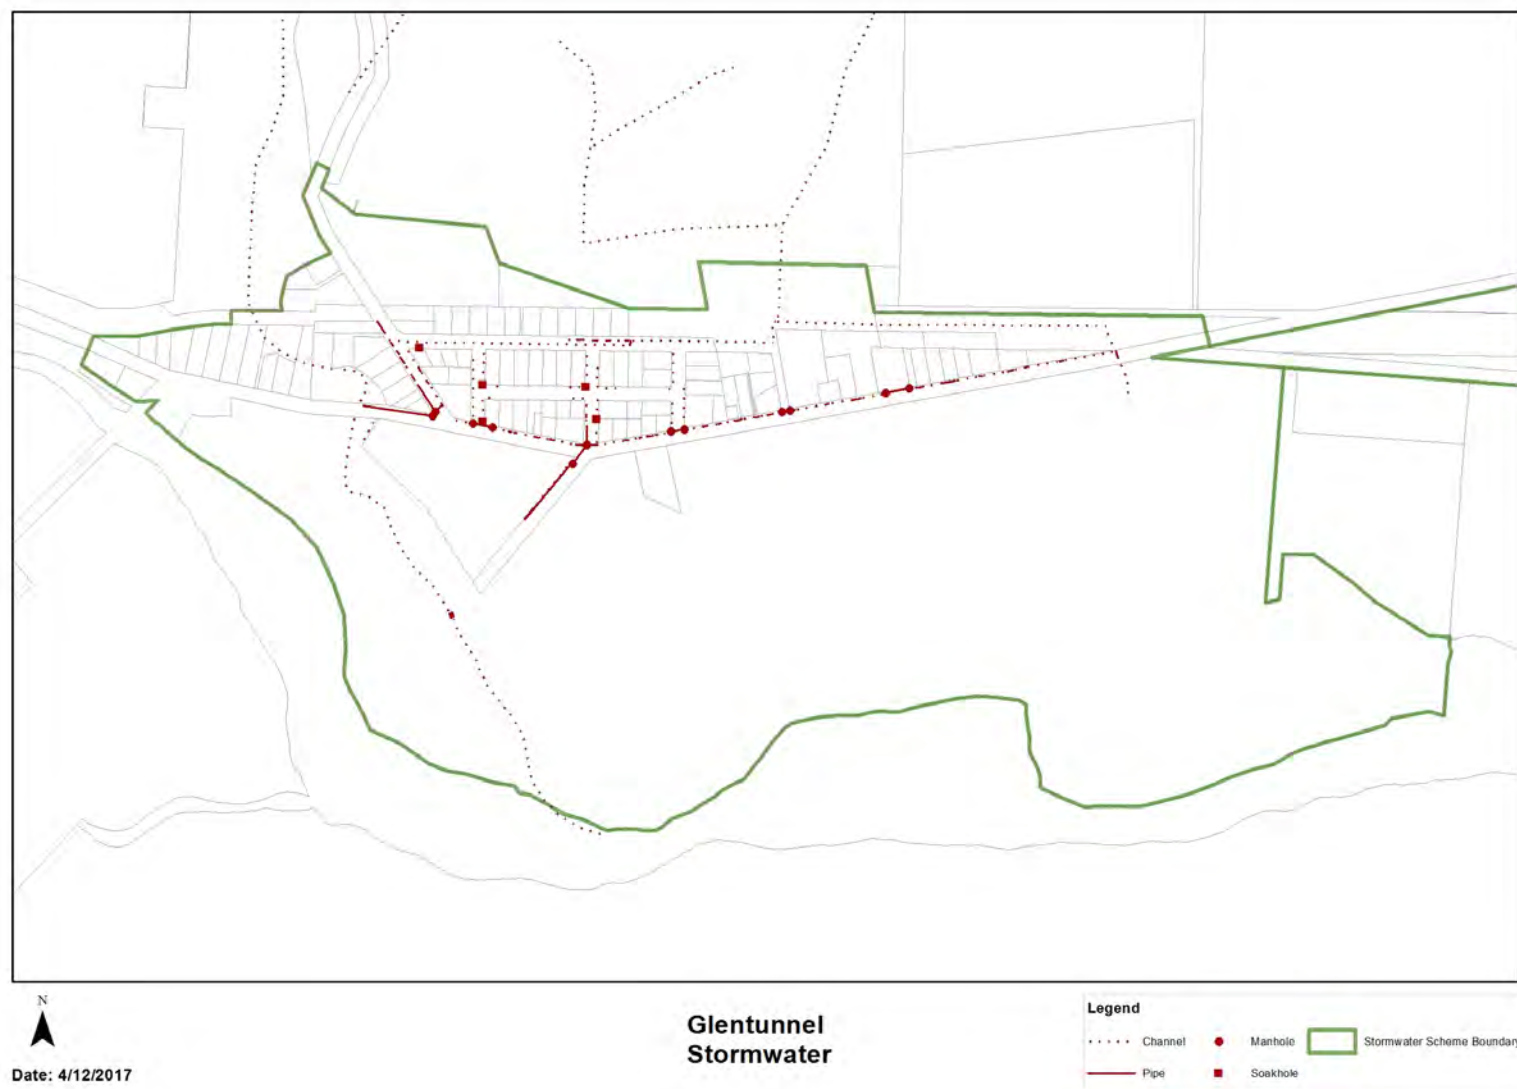 N
Date: 4/12/2017
Glentunnel
Stormwater
Legend
Channel
Manhole
Stormwater Scheme Boundary
Pipe
Soakhole